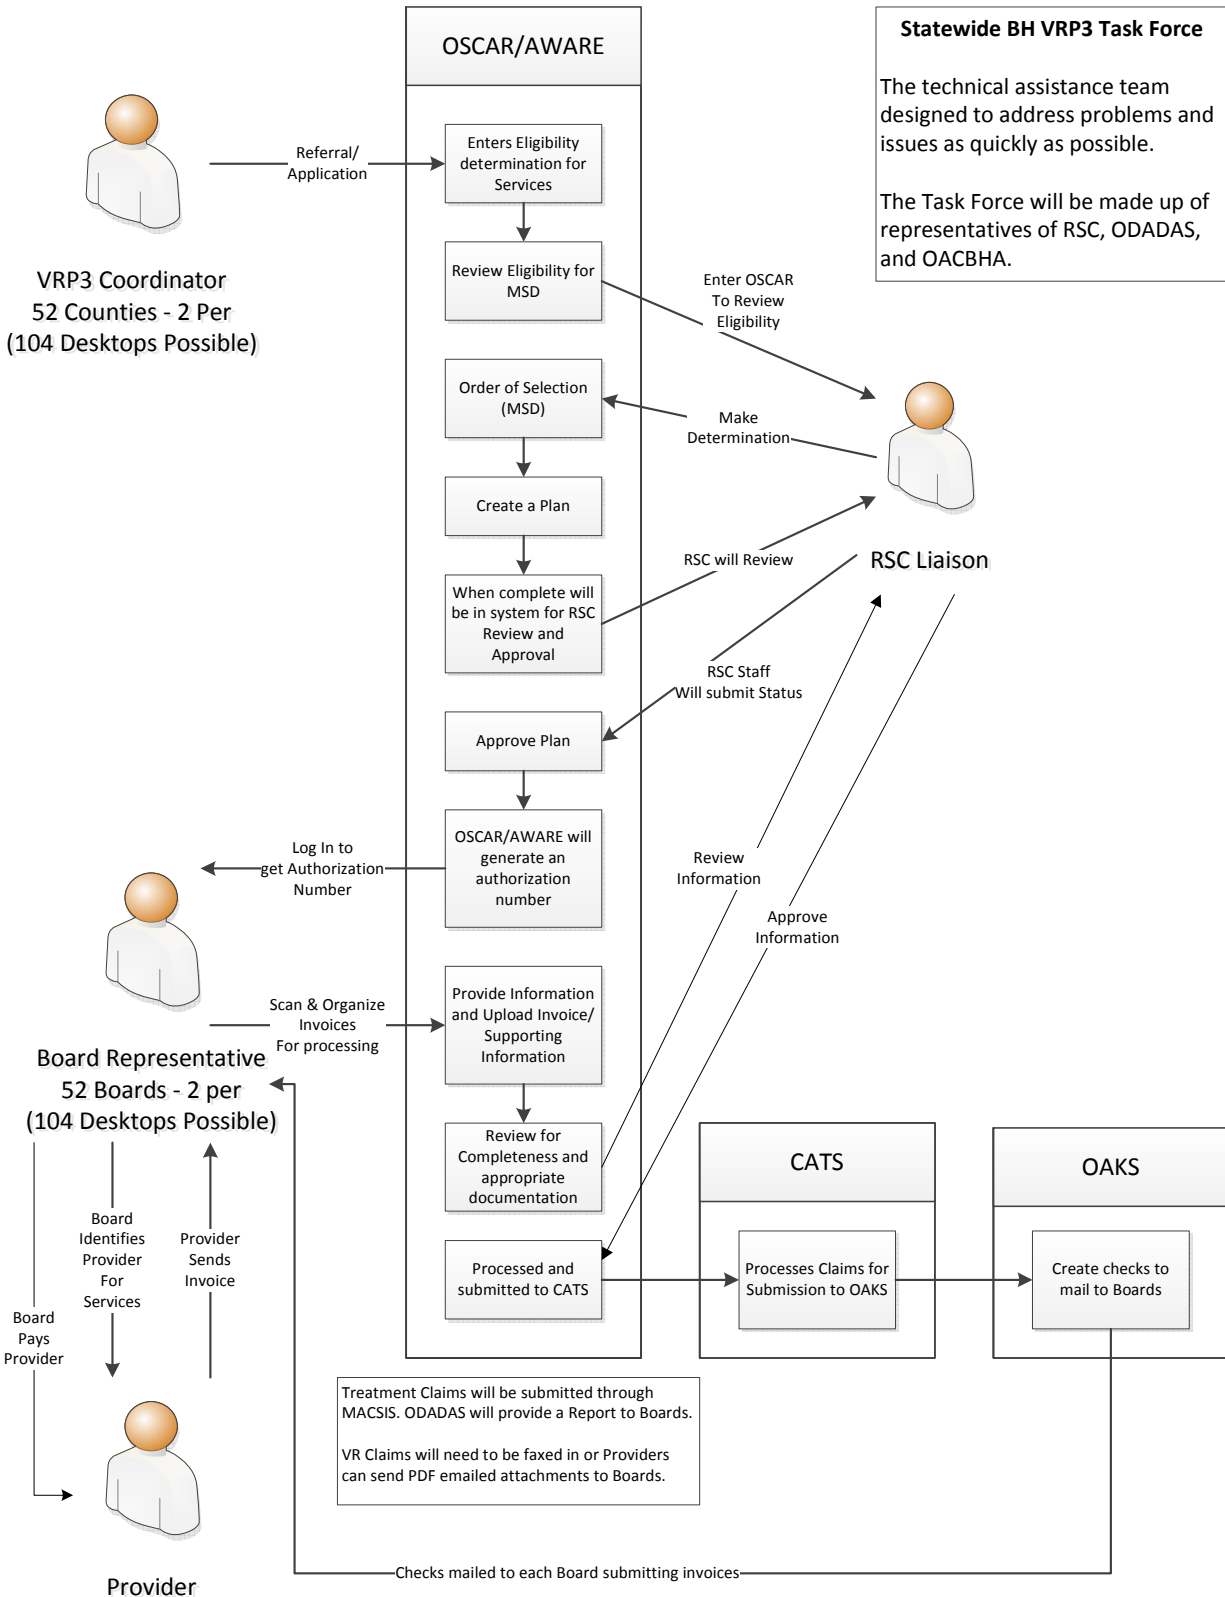 OSCAR/AWARE
Statewide BH VRP3 Task Force
The technical assistance team
designed to address problems and
issues as quickly as possible.
The Task Force will be made up of
representatives of RSC, ODADAS,
and OACBHA.
Referral/
Application
Enters Eligibility
determination for
Services
VRP3 Coordinator
52 Counties - 2 Per
(104 Desktops Possible)
Review Eligibility for
MSD
Enter OSCAR
To Review
Eligibility
Order of Selection
(MSD)
Make
Determination
Create a Plan
RSC will Review
RSC Liaison
When complete will
be in system for RSC
Review and
Approval
RSC Staff
Will submit Status
Approve Plan
OSCAR/AWARE will
generate an
authorization
number
Log In to
get Authorization
Number
Review
Information
Approve
Information
Scan & Organize
Invoices
For processing
Provide Information
and Upload Invoice/
Supporting
Information
Board Representative
52 Boards - 2 per
(104 Desktops Possible)
Review for
Completeness and
appropriate
documentation
CATS
OAKS
Board
Identifies
Provider
For
Services
Provider
Sends
Invoice
Processed and
submitted to CATS
Processes Claims for
Submission to OAKS
Create checks to
mail to Boards
Board
Pays
Provider
Treatment Claims will be submitted through
MACSIS. ODADAS will provide a Report to Boards.
VR Claims will need to be faxed in or Providers
can send PDF emailed attachments to Boards.
Checks mailed to each Board submitting invoices
Provider